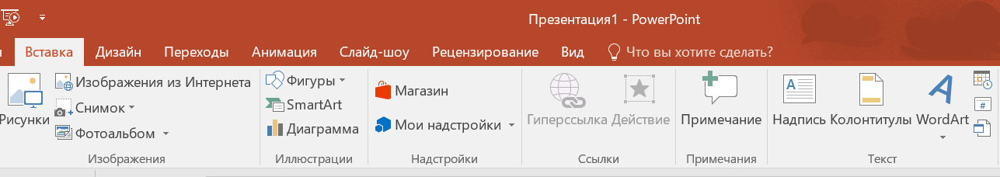 Презентация1 - PowerPoint
Вставка Дизайн Переходы Анимация Слайд-шоу Рецензирование Вид Что вы хотите сделать?
Рисунки
Изображения из Интернета
Снимок
Фотоальбом
Изображения
Фигуры
SmartArt
Диаграмма
Иллюстрации
Магазин
Мои надстройки
Надстройки
Гиперссылка Действие
Ссылки
Примечание
Примечания
Надпись Колонтитулы WordArt
#
Текст